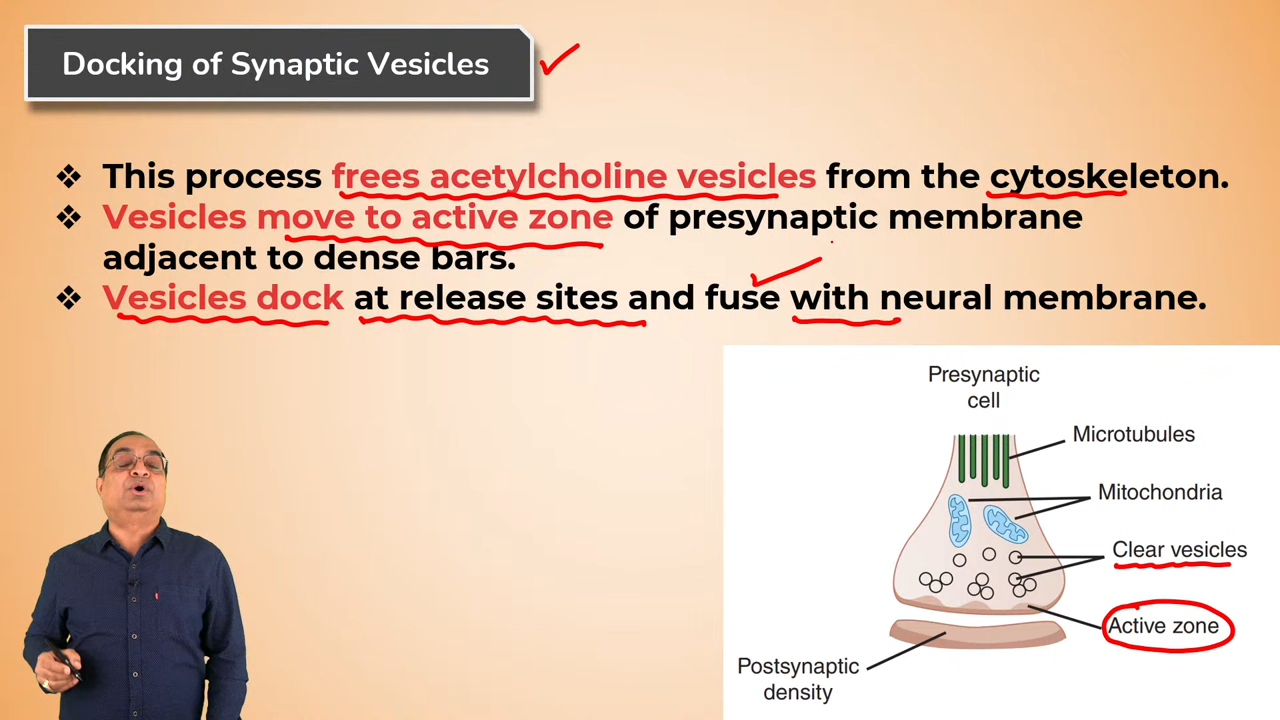 Docking of Synaptic Vesicles
❖ This process frees acetylcholine vesicles from the cytoskeleton.
❖ Vesicles move to active zone of presynaptic membrane
adjacent to dense bars.
❖ Vesicles dock at release sites and fuse with neural membrane.
Presynaptic
cell
Microtubules
Mitochondria
Clear vesicles
Active zone
Postsynaptic
density